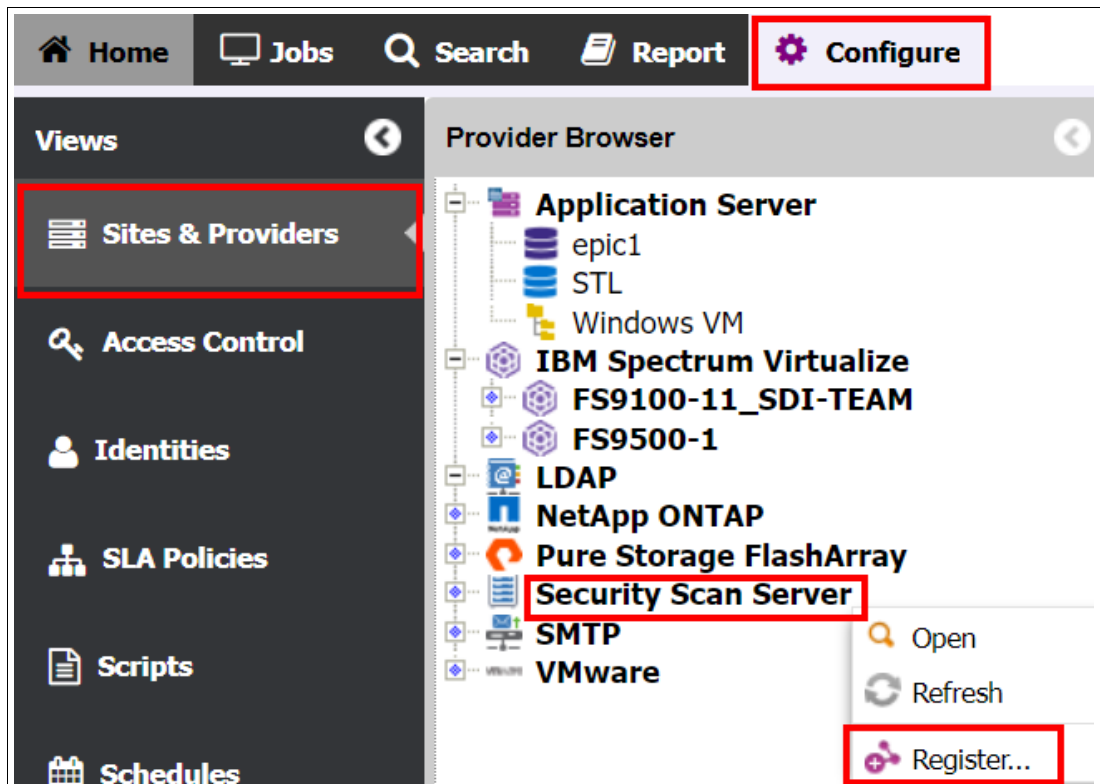 Home Jobs Search Report Configure
Views
Sites & Providers
Access Control
Identities
SLA Policies
Scripts
Schedules
Provider Browser
Application Server
epic1
STL
Windows VM
IBM Spectrum Virtualize
FS9100-11_SDI-TEAM
FS9500-1
LDAP
NetApp ONTAP
Pure Storage FlashArray
Security Scan Server
SMTP
VMware
Open
Refresh
Register...